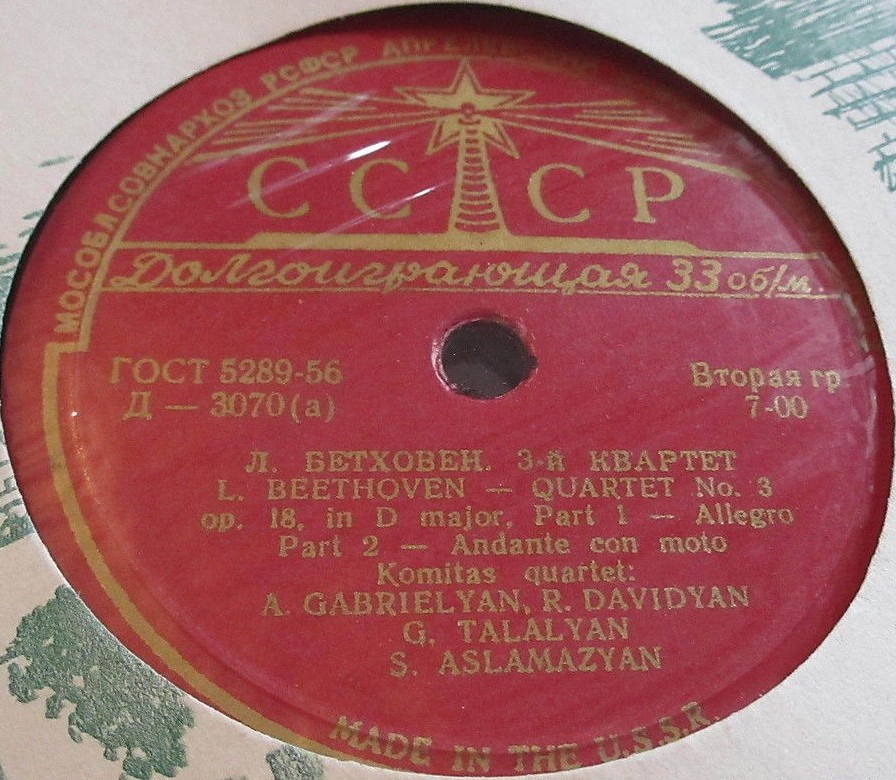 МОСОБЛСОВНАРХОЗ РСФСР
СССР
Долгоиграющая 33 об/м.
ГОСТ 5289-56
Д — 3070(а)
Вторая гр
7-00
Л. БЕТХОВЕН. 3-й КВАРТЕТ
L. BEETHOVEN — QUARTET No. 3
op. 18, in D major, Part 1 — Allegro
Part 2 — Andante con moto
Komitas quartet:
A. GABRIELYAN, R. DAVIDYAN
G. TALALYAN
S. ASLAMAZYAN
MADE IN THE U.S.S.R.